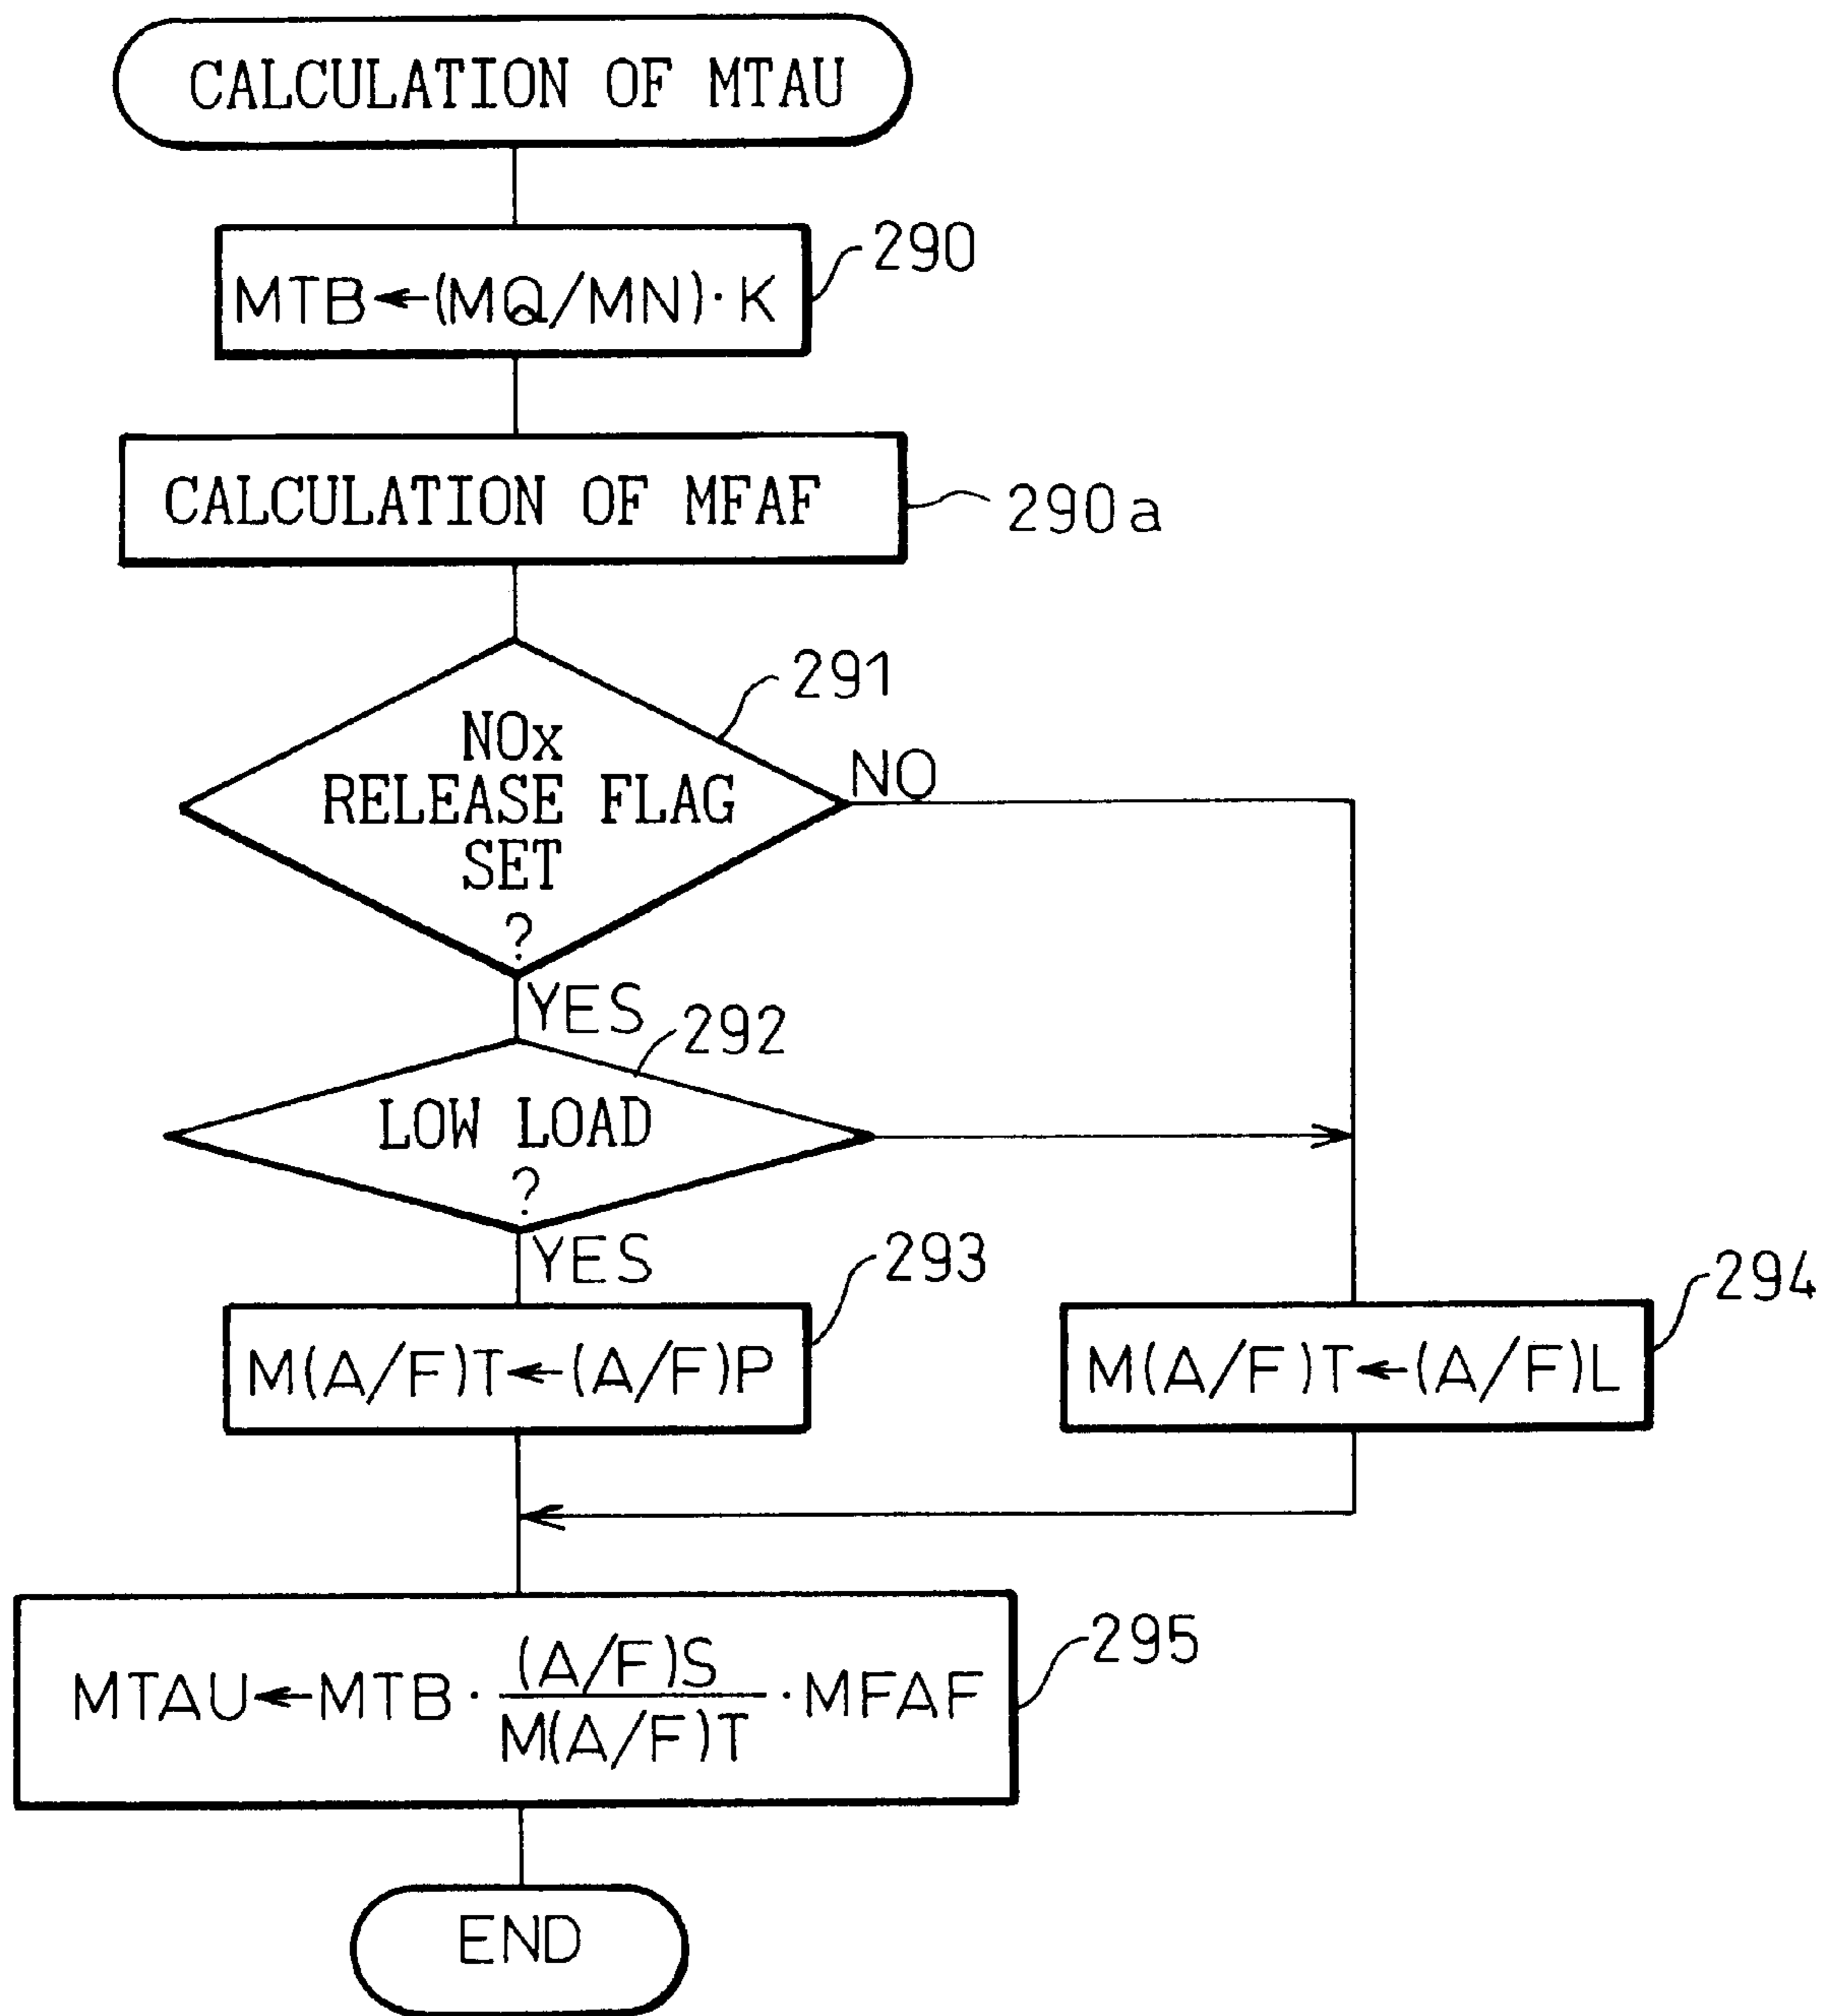 CALCULATION OF MTAU
290
MTB←(MQ/MN)·K
CALCULATION OF MFAF
290a
291
NOx
RELEASE FLAG
SET
?
NO
YES
292
LOW LOAD
?
YES
293
M(A/F)T←(A/F)P
294
M(A/F)T←(A/F)L
295
(A/F)S
MTAU←MTB· ·MFAF
M(A/F)T
END